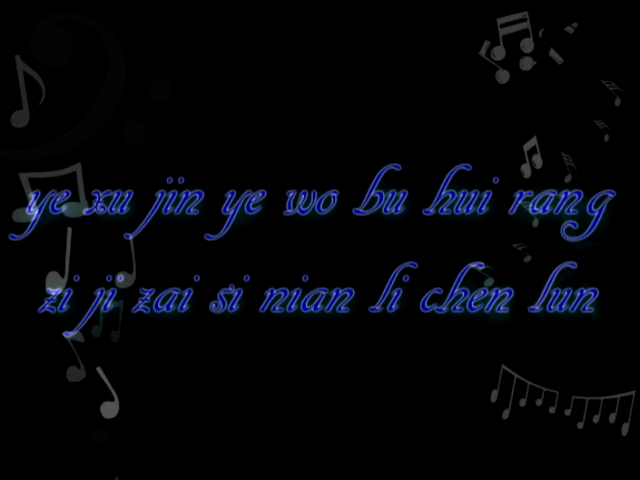 ye xu jin ye wo bu hui rang
zi ji zai si nian li chen lun